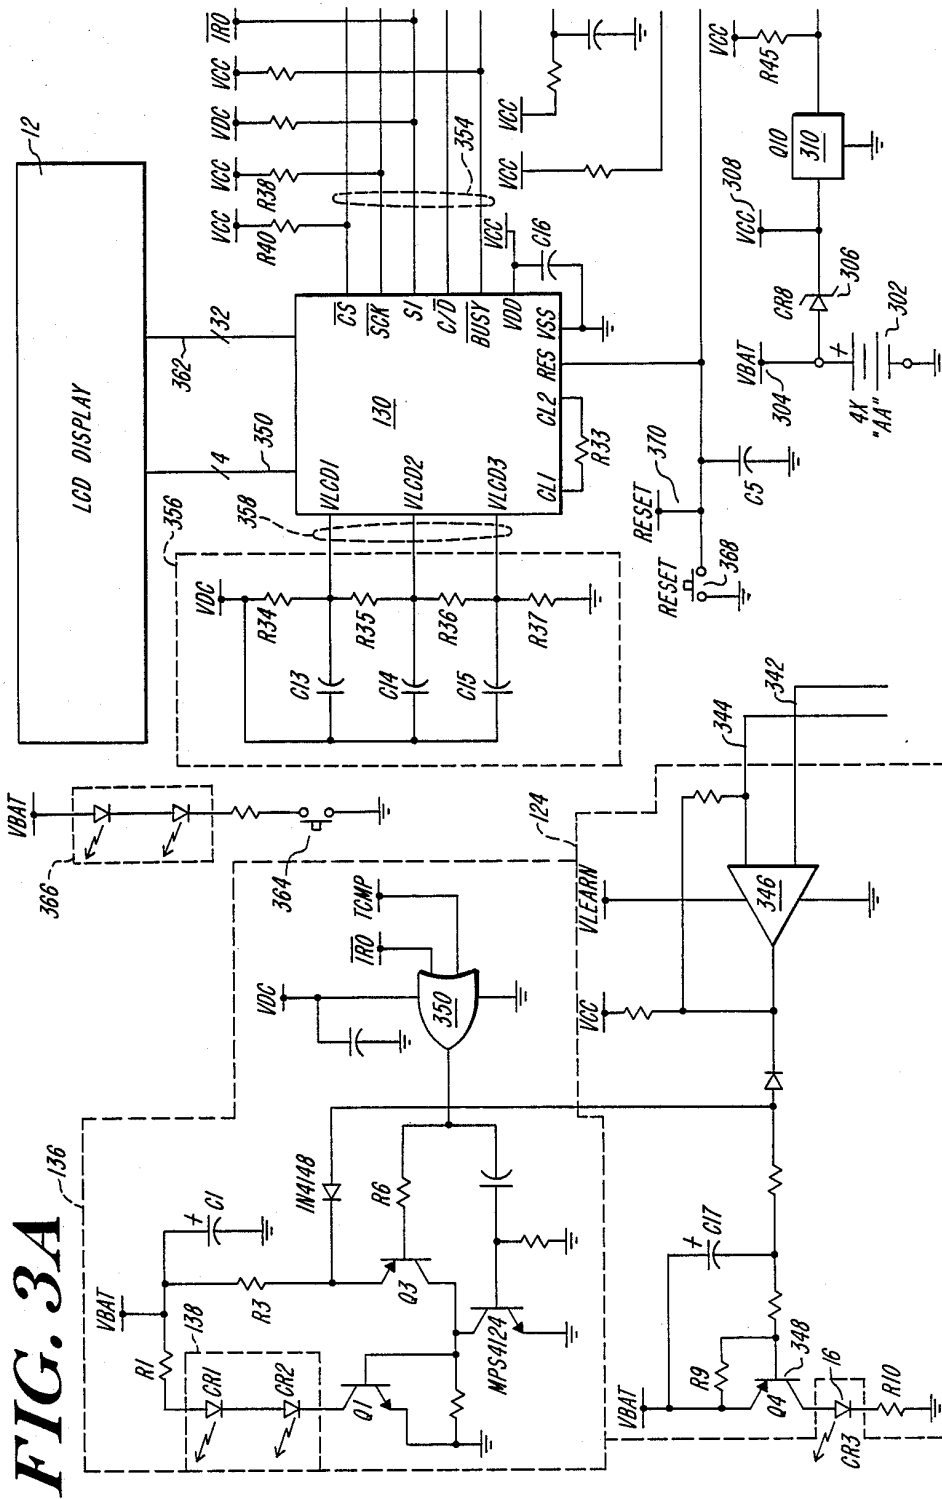 FIG. 3A
136
VBAT
R1
C1
+
138
CR1
CR2
R3
IN4148
R6
Q1
Q3
MPS4124
VDC
IRO
TCMP
350
VBAT
366
364
LCD DISPLAY
12
356
VDC
R34
R35
R36
R37
C13
C14
C15
358
4
350
362
32
VLCD1
VLCD2
VLCD3
130
CS
SCK
SI
C/D
BUSY
VDD
VSS
RES
CL2
CL1
R33
VCC
R40
VCC
R38
VDC
VCC
IRO
354
VCC
C16
VCC
VCC
RESET
370
RESET
368
C5
VBAT
304
+
4X
"AA"
302
CR8
306
VCC
308
Q10
310
VCC
R45
124
VLEARN
346
344
342
VCC
VBAT
C17
+
R9
Q4
348
16
CR3
R10